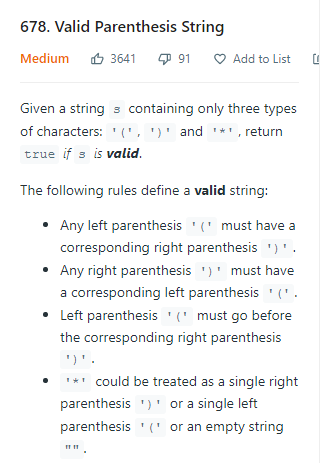 678. Valid Parenthesis String
Medium 3641 91 Add to List
Given a string s containing only three types
of characters: '(', ')' and '*', return
true if s is valid.
The following rules define a valid string:
• Any left parenthesis '(' must have a
corresponding right parenthesis ')'.
• Any right parenthesis ')' must have
a corresponding left parenthesis '('.
• Left parenthesis '(' must go before
the corresponding right parenthesis
')'.
• '*' could be treated as a single right
parenthesis ')' or a single left
parenthesis '(' or an empty string
"".